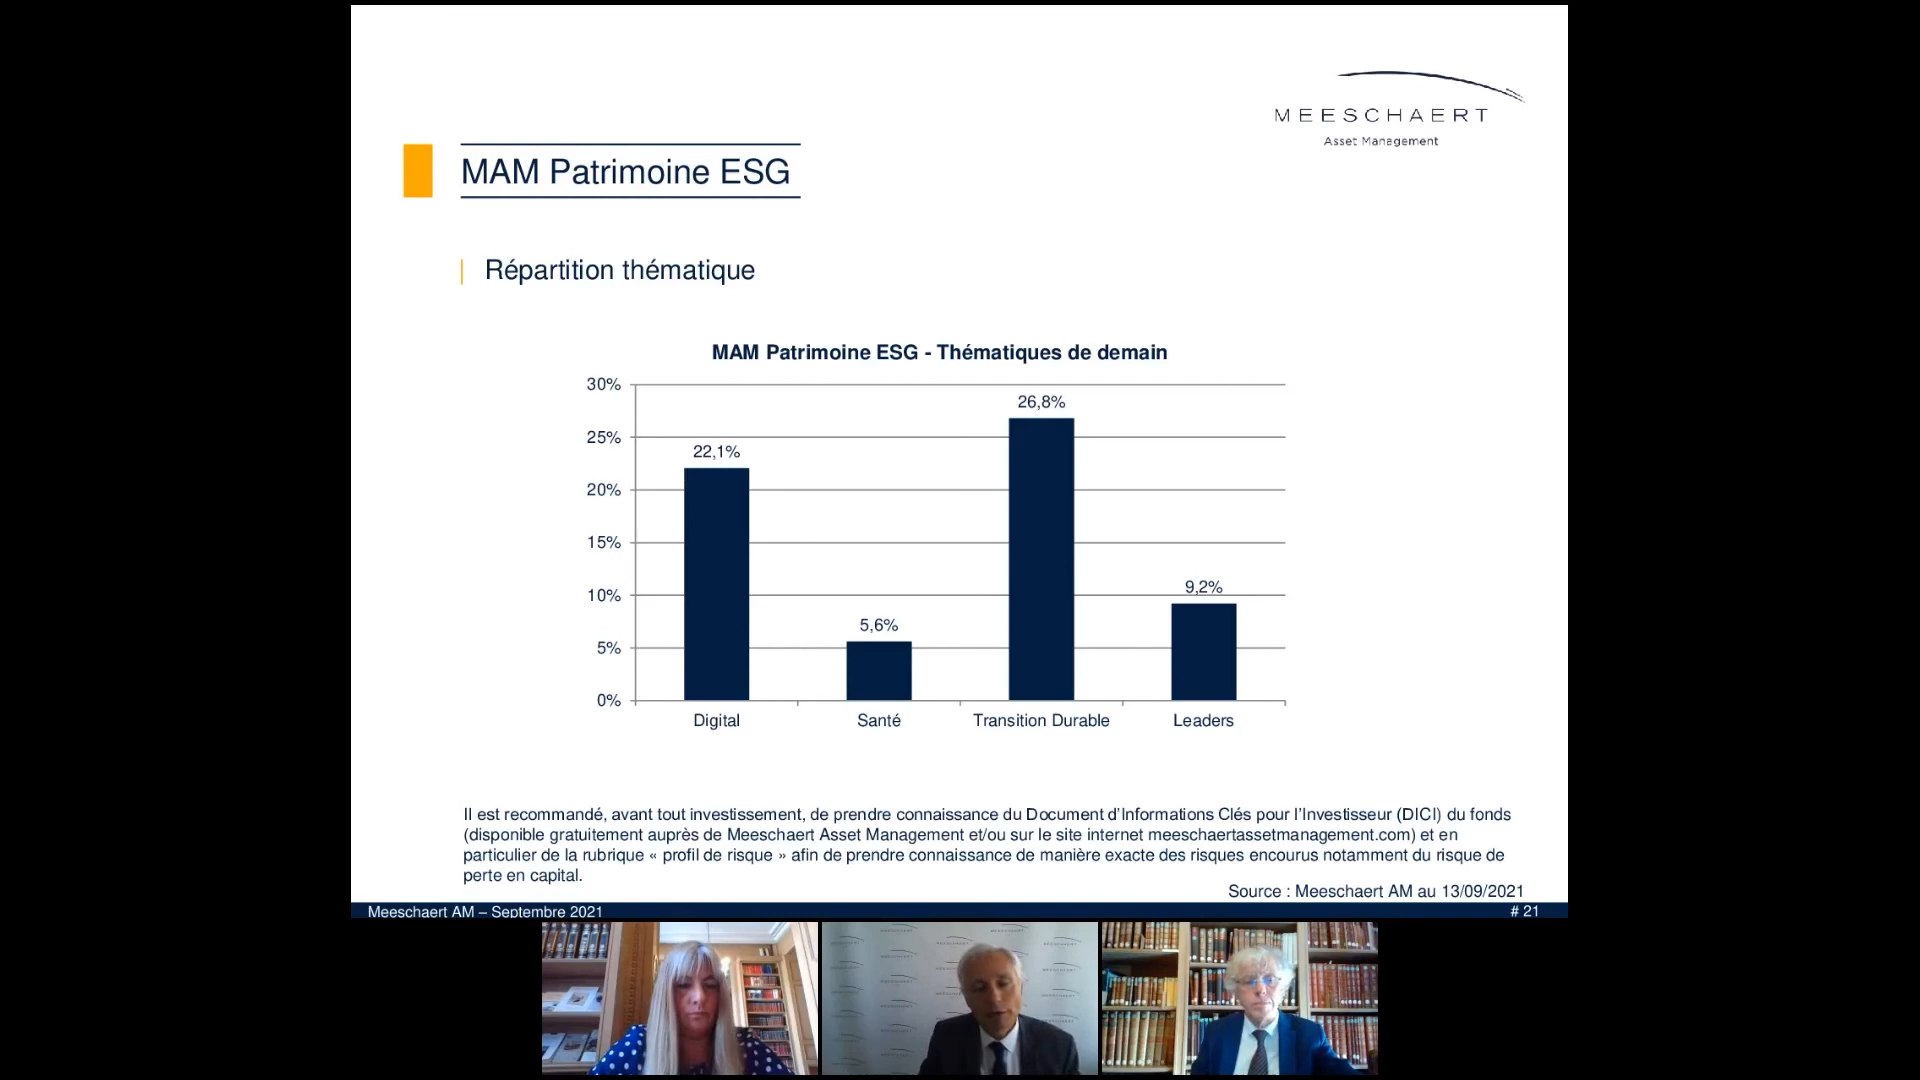 MEESCHAERT
Asset Management
MAM Patrimoine ESG
Répartition thématique
MAM Patrimoine ESG - Thématiques de demain
30%
25%
20%
15%
10%
5%
0%
22,1%
5,6%
26,8%
9,2%
Digital
Santé
Transition Durable
Leaders
Il est recommandé, avant tout investissement, de prendre connaissance du Document d’Informations Clés pour l’Investisseur (DICI) du fonds
(disponible gratuitement auprès de Meeschaert Asset Management et/ou sur le site internet meeschaertassetmanagement.com) et en
particulier de la rubrique « profil de risque » afin de prendre connaissance de manière exacte des risques encourus notamment du risque de
perte en capital.
Source : Meeschaert AM au 13/09/2021
Meeschaert AM – Septembre 2021
# 21